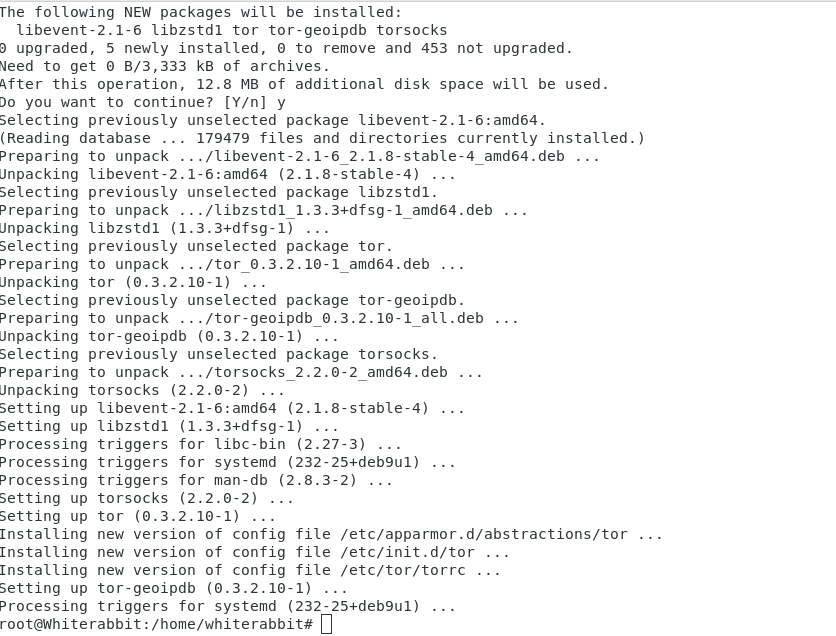 The following NEW packages will be installed:
  libevent-2.1-6 libzstd1 tor tor-geoipdb torsocks
0 upgraded, 5 newly installed, 0 to remove and 453 not upgraded.
Need to get 0 B/3,333 kB of archives.
After this operation, 12.8 MB of additional disk space will be used.
Do you want to continue? [Y/n] y
Selecting previously unselected package libevent-2.1-6:amd64.
(Reading database ... 179479 files and directories currently installed.)
Preparing to unpack .../libevent-2.1-6_2.1.8-stable-4_amd64.deb ...
Unpacking libevent-2.1-6:amd64 (2.1.8-stable-4) ...
Selecting previously unselected package libzstd1.
Preparing to unpack .../libzstd1_1.3.3+dfsg-1_amd64.deb ...
Unpacking libzstd1 (1.3.3+dfsg-1) ...
Selecting previously unselected package tor.
Preparing to unpack .../tor_0.3.2.10-1_amd64.deb ...
Unpacking tor (0.3.2.10-1) ...
Selecting previously unselected package tor-geoipdb.
Preparing to unpack .../tor-geoipdb_0.3.2.10-1_all.deb ...
Unpacking tor-geoipdb (0.3.2.10-1) ...
Selecting previously unselected package torsocks.
Preparing to unpack .../torsocks_2.2.0-2_amd64.deb ...
Unpacking torsocks (2.2.0-2) ...
Setting up libevent-2.1-6:amd64 (2.1.8-stable-4) ...
Setting up libzstd1 (1.3.3+dfsg-1) ...
Processing triggers for libc-bin (2.27-3) ...
Processing triggers for systemd (232-25+deb9u1) ...
Processing triggers for man-db (2.8.3-2) ...
Setting up torsocks (2.2.0-2) ...
Setting up tor (0.3.2.10-1) ...
Installing new version of config file /etc/apparmor.d/abstractions/tor ...
Installing new version of config file /etc/init.d/tor ...
Installing new version of config file /etc/tor/torrc ...
Setting up tor-geoipdb (0.3.2.10-1) ...
Processing triggers for systemd (232-25+deb9u1) ...
root@Whiterabbit:/home/whiterabbit#